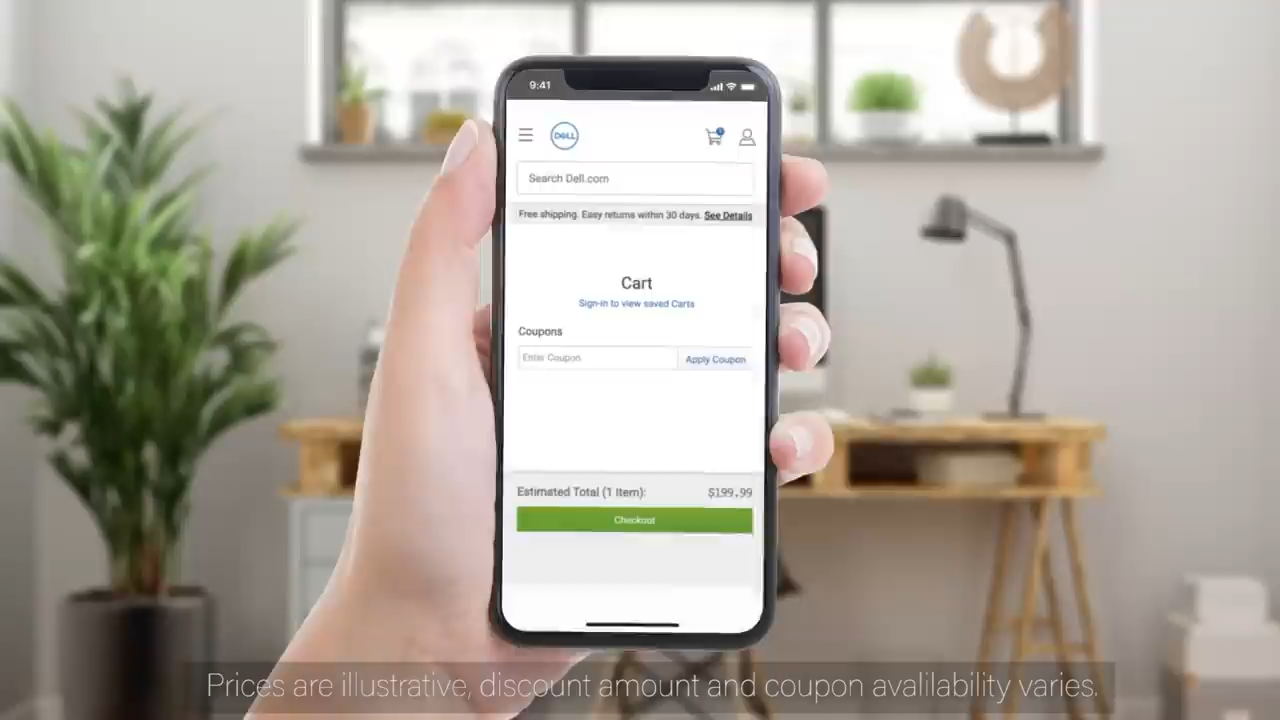 9:41
DELL
Search Dell.com
Free shipping. Easy returns within 30 days. See Details
Cart
Sign-in to view saved Carts
Coupons
Enter Coupon
Apply Coupon
Estimated Total (1 Item): $199.99
Checkout
Prices are illustrative, discount amount and coupon avalilability varies.